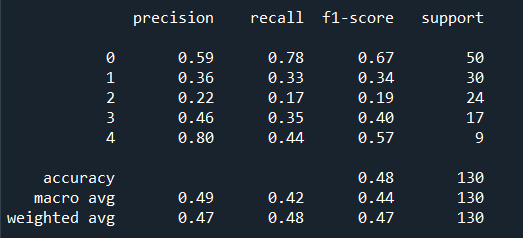 precision recall f1-score support
0 0.59 0.78 0.67 50
1 0.36 0.33 0.34 30
2 0.22 0.17 0.19 24
3 0.46 0.35 0.40 17
4 0.80 0.44 0.57 9
accuracy 0.48 130
macro avg 0.49 0.42 0.44 130
weighted avg 0.47 0.48 0.47 130